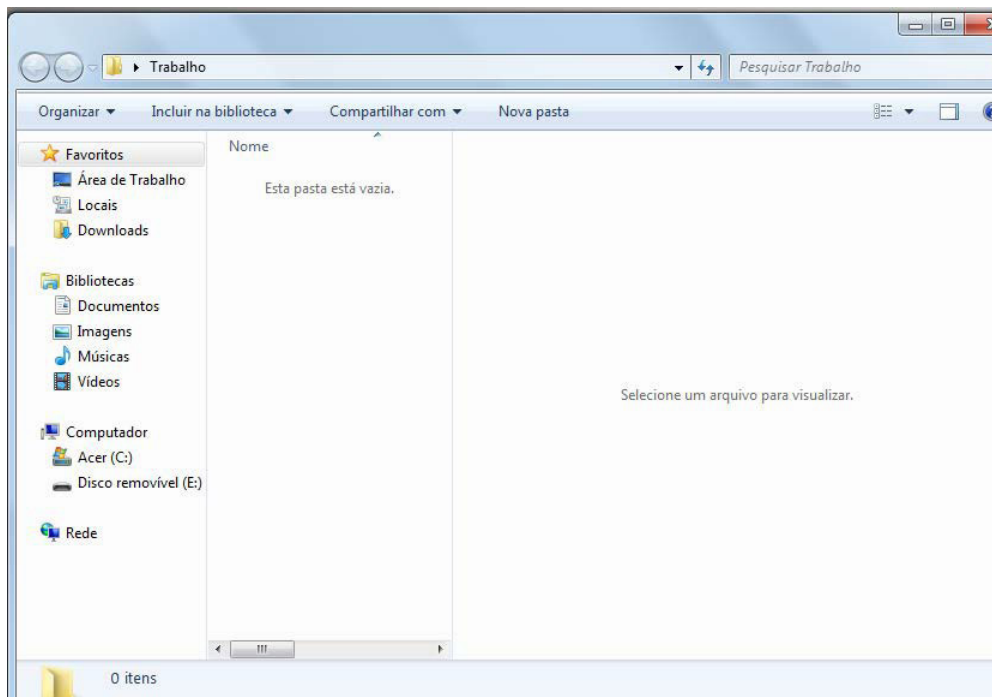 Trabalho
Pesquisar Trabalho
Organizar
Incluir na biblioteca
Compartilhar com
Nova pasta
Favoritos
Área de Trabalho
Locais
Downloads
Bibliotecas
Documentos
Imagens
Músicas
Vídeos
Computador
Acer (C:)
Disco removível (E:)
Rede
Nome
Esta pasta está vazia.
Selecione um arquivo para visualizar.
0 itens